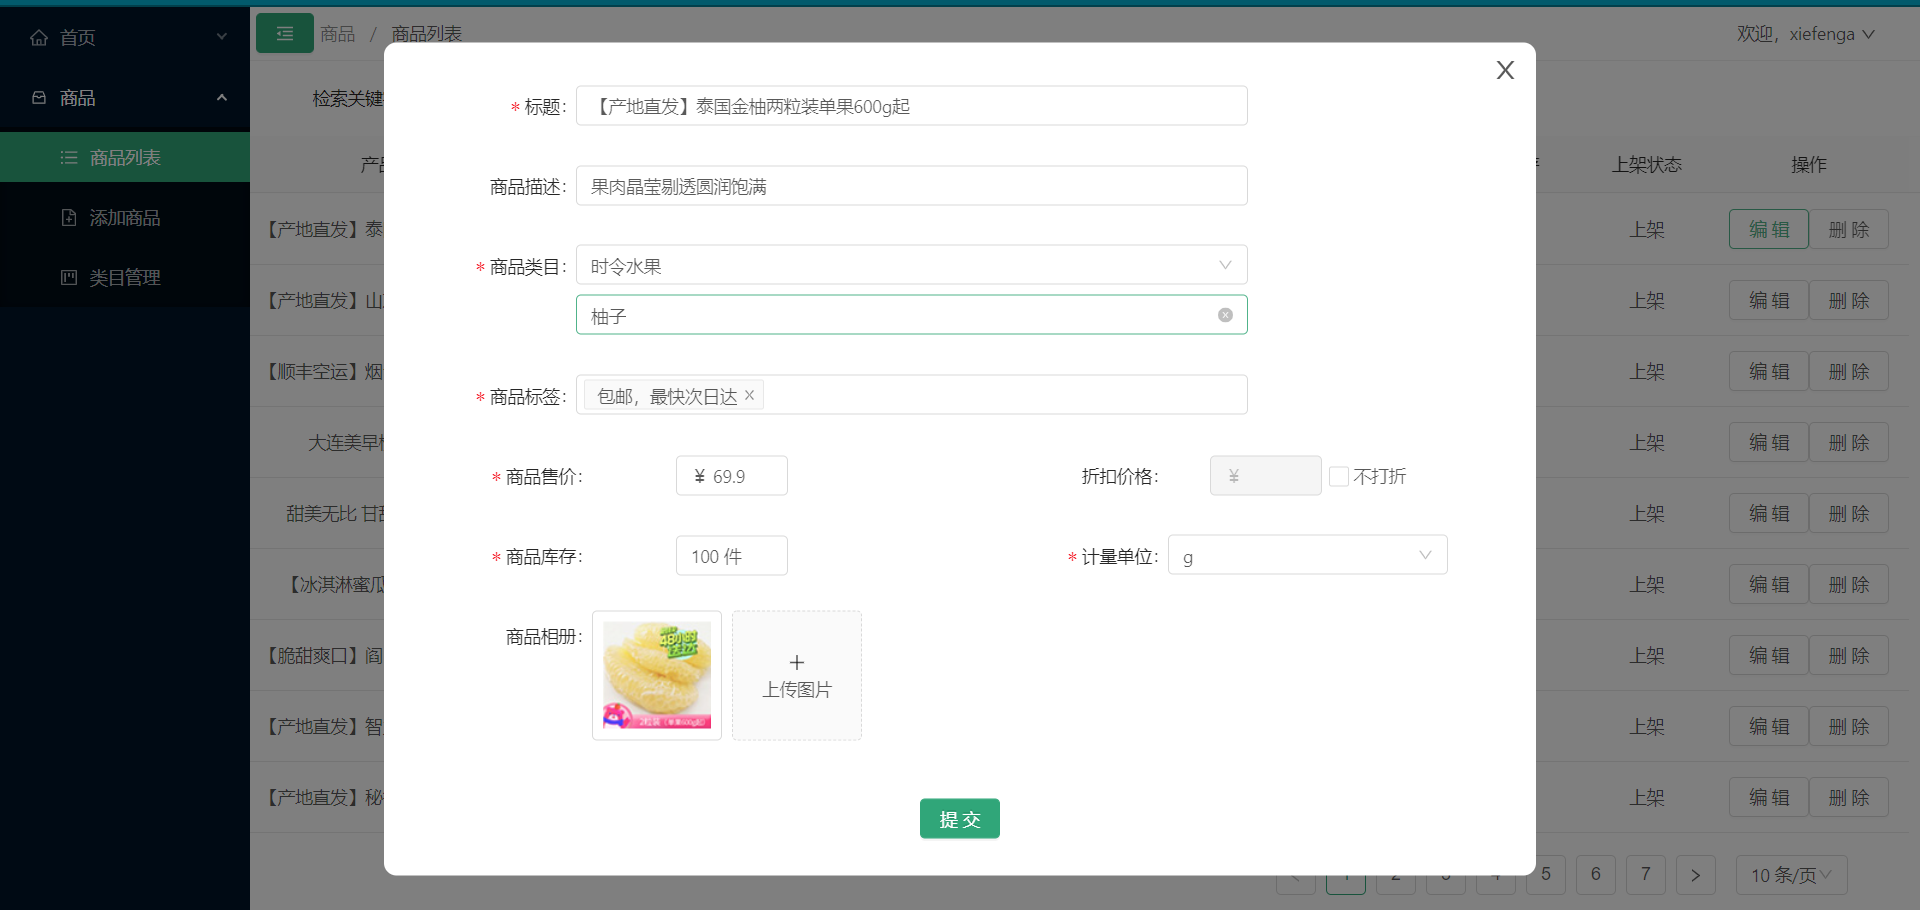 首页
商品
商品列表
添加商品
类目管理
商品 / 商品列表
欢迎，xiefenga
检索关键
上架状态 操作
【产地直发】泰 上架 编 辑 删 除
【产地直发】山 上架 编 辑 删 除
【顺丰空运】烟 上架 编 辑 删 除
大连美早 上架 编 辑 删 除
甜美无比 甘 上架 编 辑 删 除
【冰淇淋蜜瓜 上架 编 辑 删 除
【脆甜爽口】阎 上架 编 辑 删 除
【产地直发】智 上架 编 辑 删 除
【产地直发】秘 上架 编 辑 删 除
5 6 7 10 条/页
* 标题: 【产地直发】泰国金柚两粒装单果600g起
商品描述: 果肉晶莹剔透圆润饱满
* 商品类目: 时令水果
柚子
* 商品标签: 包邮，最快次日达
* 商品售价: ¥ 69.9
折扣价格: ¥ 不打折
* 商品库存: 100 件
* 计量单位: g
商品相册:
2粒装（单果600g起）
上传图片
提 交